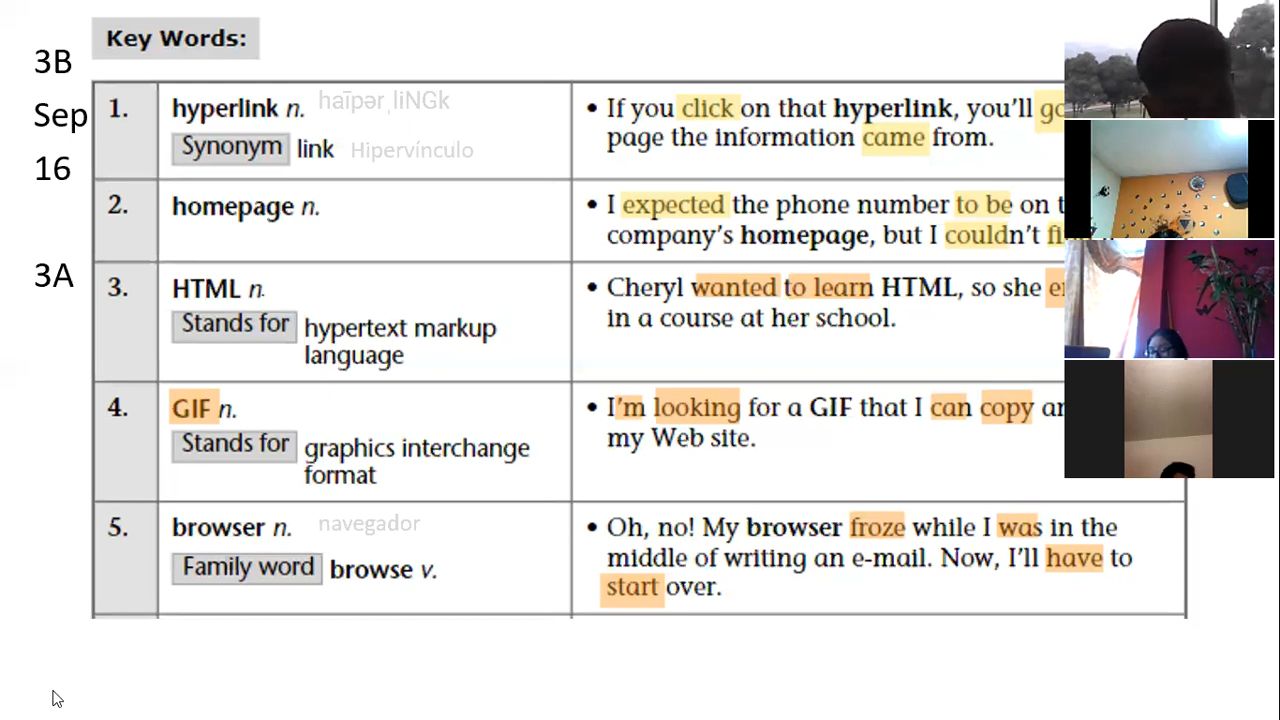 Key Words:
3B
Sep
16
3A
1. hyperlink n. haīpərˌliNGk
Synonym link Hipervínculo
• If you click on that hyperlink, you'll go
page the information came from.
2. homepage n.
• I expected the phone number to be on
company's homepage, but I couldn't
3. HTML n.
Stands for hypertext markup
language
• Cheryl wanted to learn HTML, so she
in a course at her school.
4. GIF n.
Stands for graphics interchange
format
• I'm looking for a GIF that I can copy
my Web site.
5. browser n. navegador
Family word browse v.
• Oh, no! My browser froze while I was in the
middle of writing an e-mail. Now, I'll have to
start over.